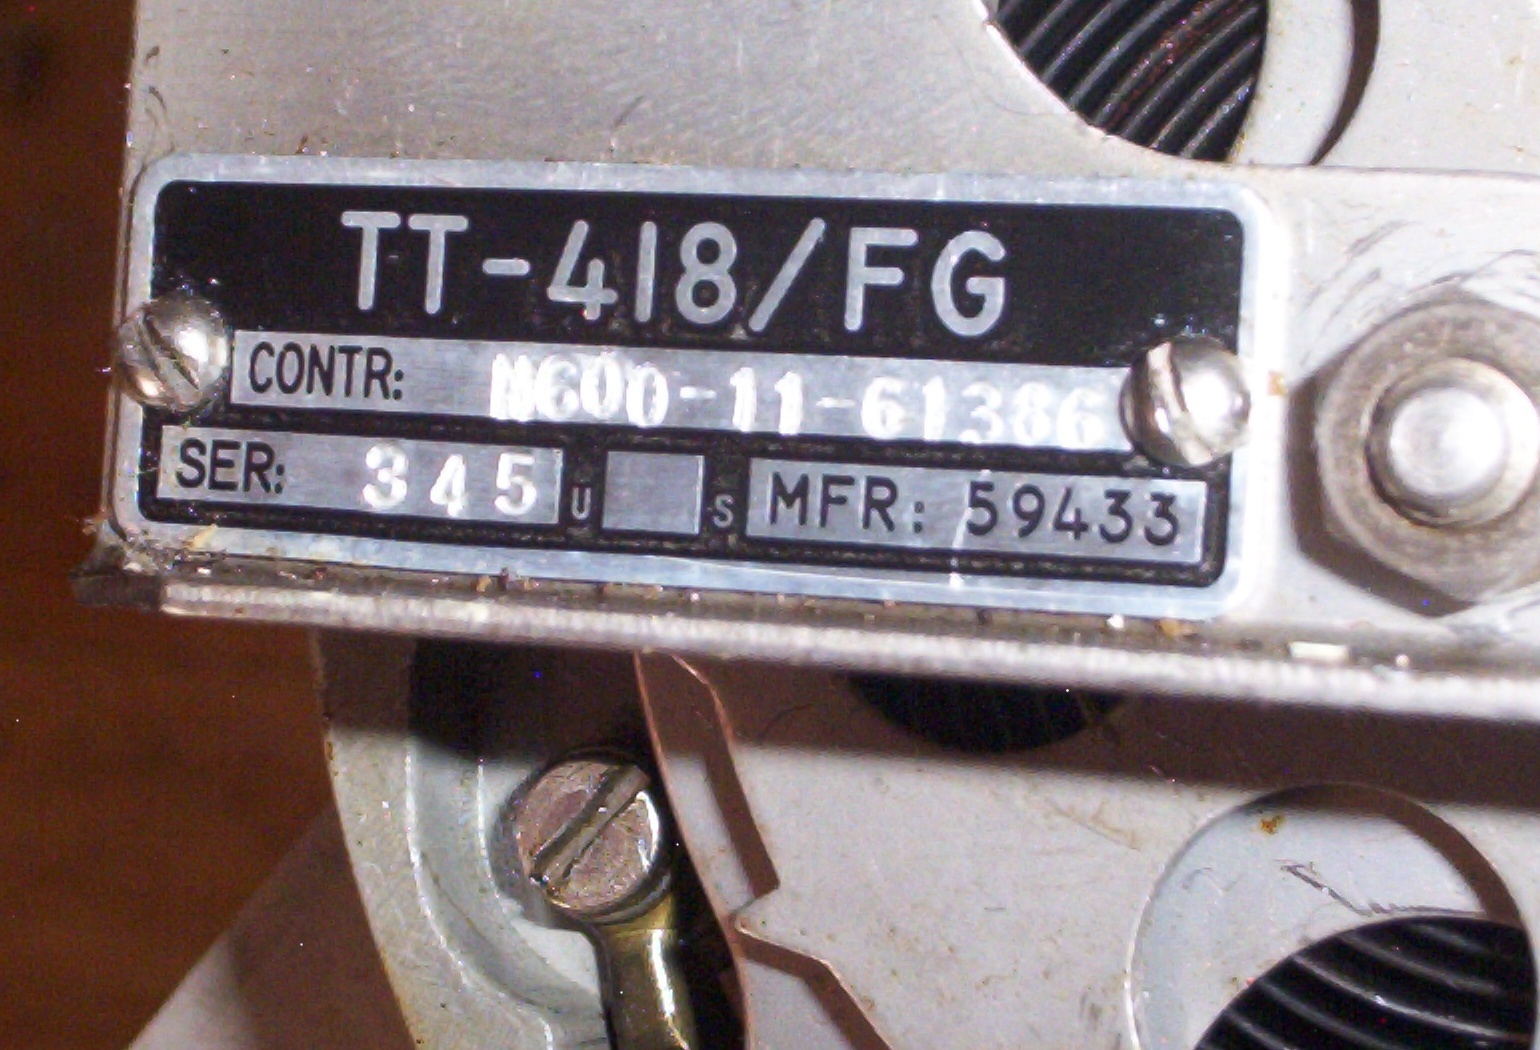 TT-418/FG
CONTR: N600-11-61386
SER: 345 U S MFR: 59433